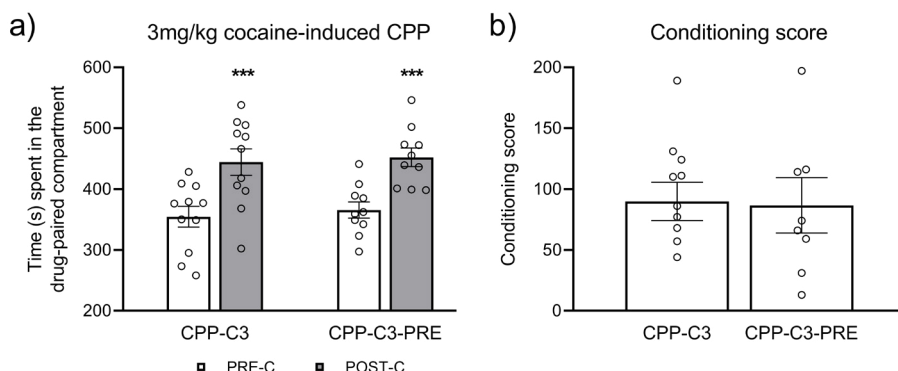 a)
3mg/kg cocaine-induced CPP
Time (s) spent in the
drug-paired compartment
600
500
400
300
200
***
***
CPP-C3
CPP-C3-PRE
PRE-C
POST-C
b)
Conditioning score
Conditioning score
200
150
100
50
0
CPP-C3
CPP-C3-PRE